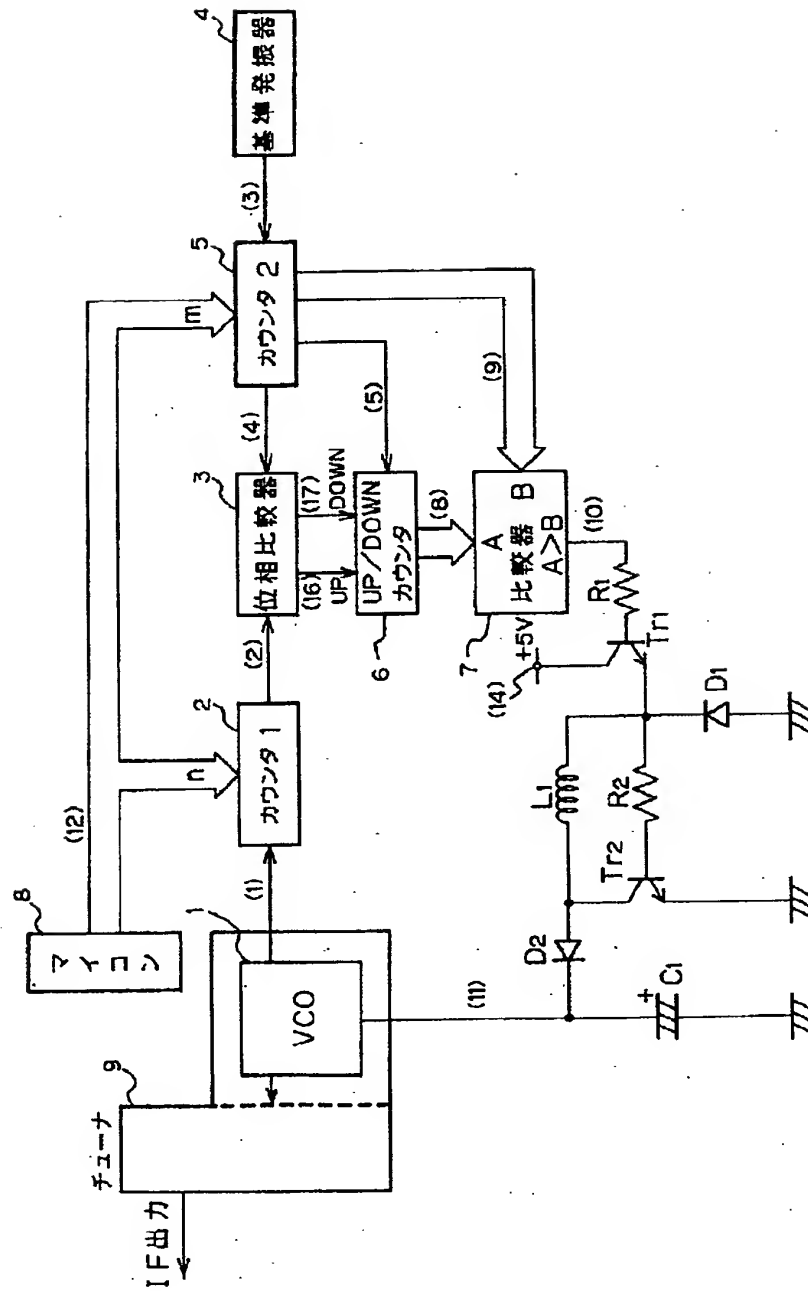 IF出力
チューナ
9
1
VCO
8
マイコン
(12)
n
m
(1)
2
カウンタ 1
(2)
3
位相比較器
(4)
5
カウンタ 2
(3)
4
基準発振器
(16)
UP
(17)
DOWN
(5)
6
UP/DOWN
カウンタ
(8)
(9)
7
A
B
比較器
A>B
(10)
+5V
(14)
R1
Tr1
D1
L1
R2
Tr2
D2
(11)
+
C1